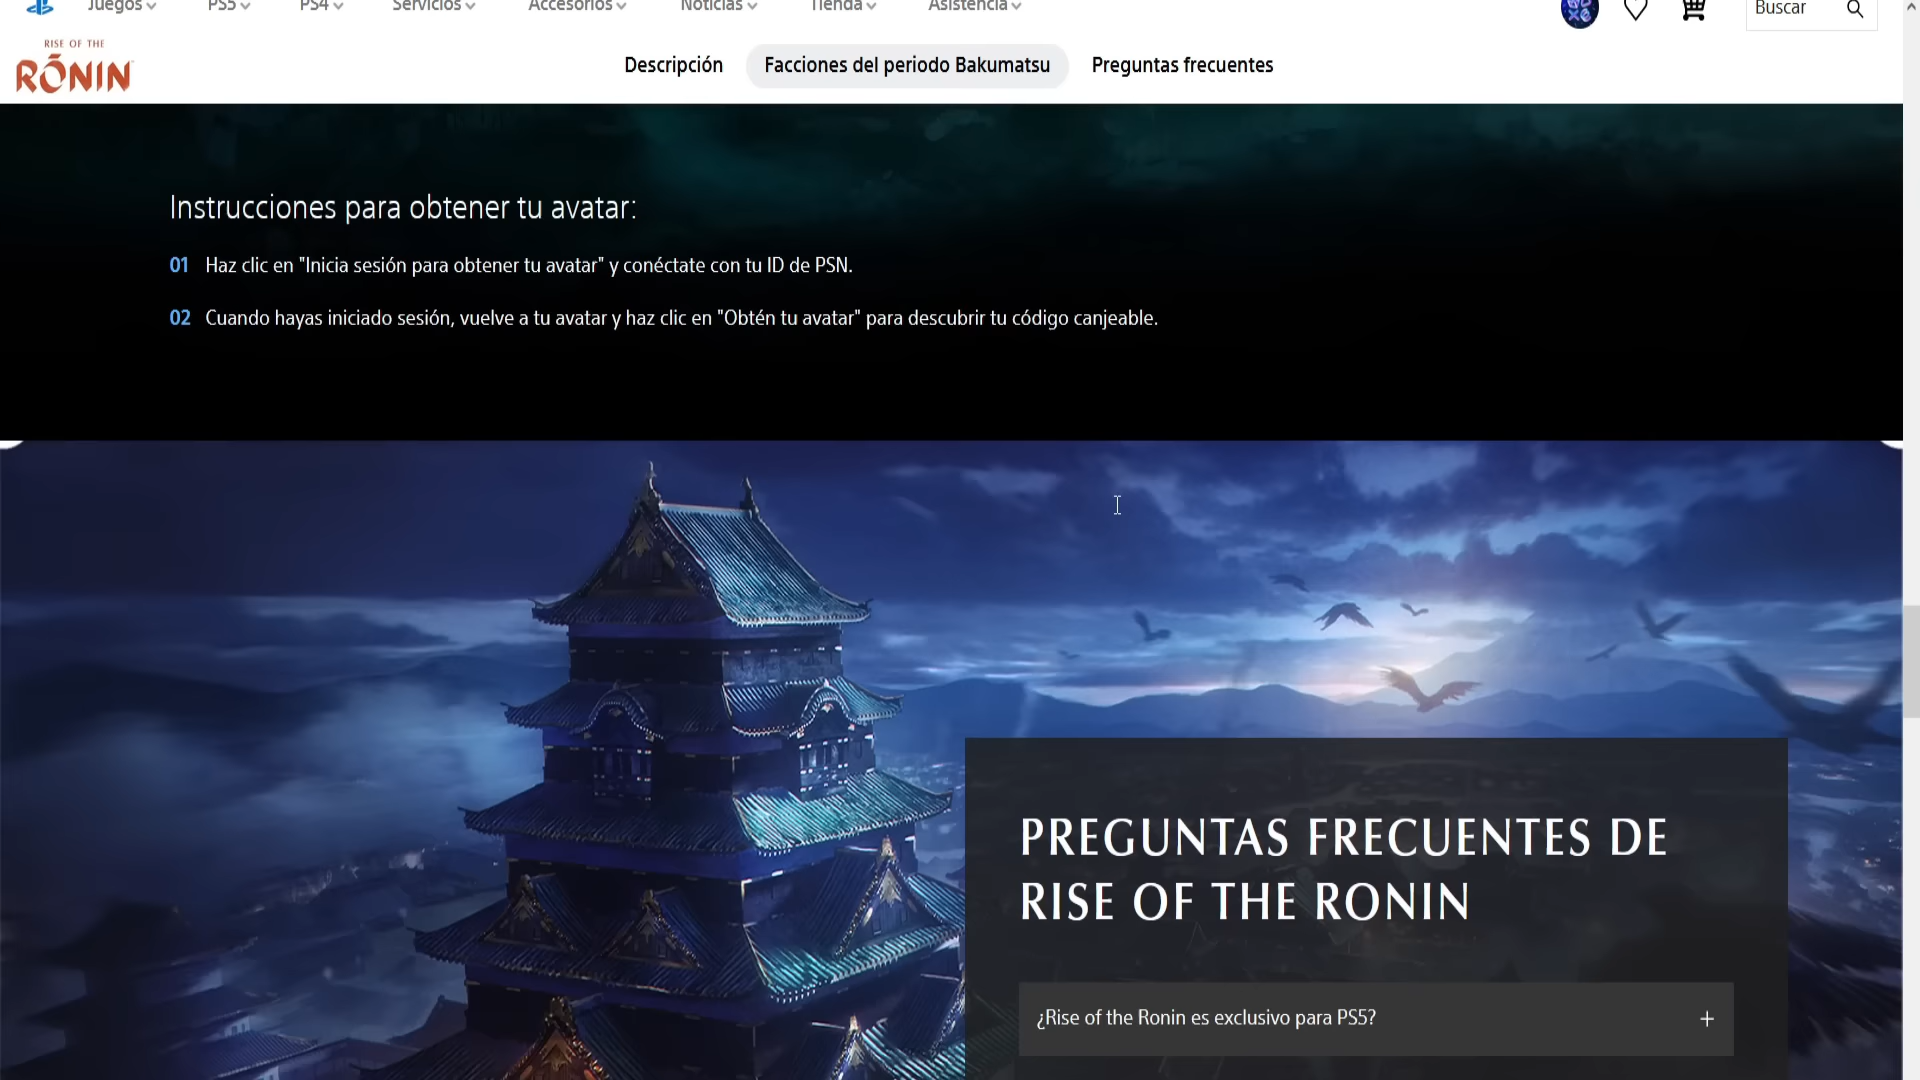 Juegos
PS5
PS4
Servicios
Accesorios
Noticias
Tienda
Asistencia
Buscar
RISE OF THE
RŌNIN
Descripción
Facciones del periodo Bakumatsu
Preguntas frecuentes
Instrucciones para obtener tu avatar:
01 Haz clic en "Inicia sesión para obtener tu avatar" y conéctate con tu ID de PSN.
02 Cuando hayas iniciado sesión, vuelve a tu avatar y haz clic en "Obtén tu avatar" para descubrir tu código canjeable.
PREGUNTAS FRECUENTES DE
RISE OF THE RONIN
¿Rise of the Ronin es exclusivo para PS5?